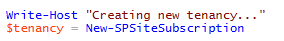 Write-Host "Creating new tenancy..."
$tenancy = New-SPSiteSubscription